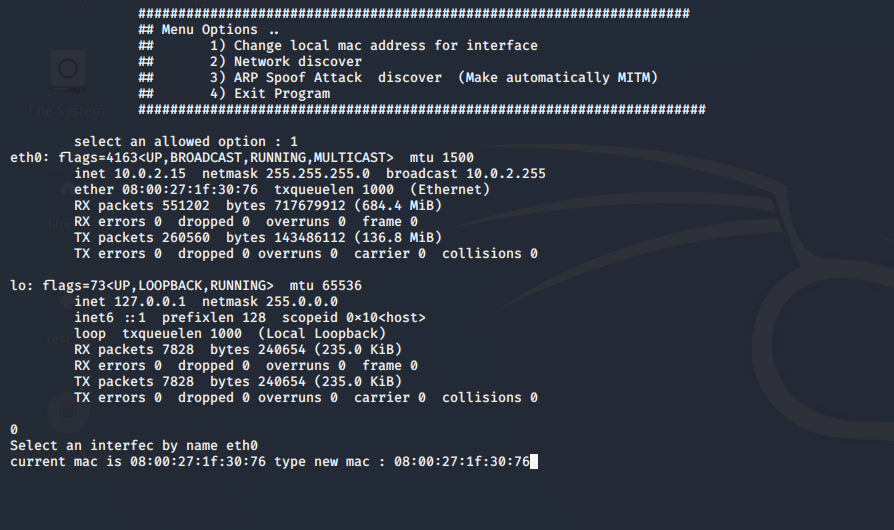 ######################################################################
## Menu Options ..
## 1) Change local mac address for interface
## 2) Network discover
## 3) ARP Spoof Attack discover (Make automatically MITM)
## 4) Exit Program
########################################################################
select an allowed option : 1
eth0: flags=4163<UP,BROADCAST,RUNNING,MULTICAST> mtu 1500
inet 10.0.2.15 netmask 255.255.255.0 broadcast 10.0.2.255
ether 08:00:27:1f:30:76 txqueuelen 1000 (Ethernet)
RX packets 551202 bytes 717679912 (684.4 MiB)
RX errors 0 dropped 0 overruns 0 frame 0
TX packets 260560 bytes 143486112 (136.8 MiB)
TX errors 0 dropped 0 overruns 0 carrier 0 collisions 0
lo: flags=73<UP,LOOPBACK,RUNNING> mtu 65536
inet 127.0.0.1 netmask 255.0.0.0
inet6 ::1 prefixlen 128 scopeid 0×10<host>
loop txqueuelen 1000 (Local Loopback)
RX packets 7828 bytes 240654 (235.0 KiB)
RX errors 0 dropped 0 overruns 0 frame 0
TX packets 7828 bytes 240654 (235.0 KiB)
TX errors 0 dropped 0 overruns 0 carrier 0 collisions 0
0
Select an interfec by name eth0
current mac is 08:00:27:1f:30:76 type new mac : 08:00:27:1f:30:76
File System